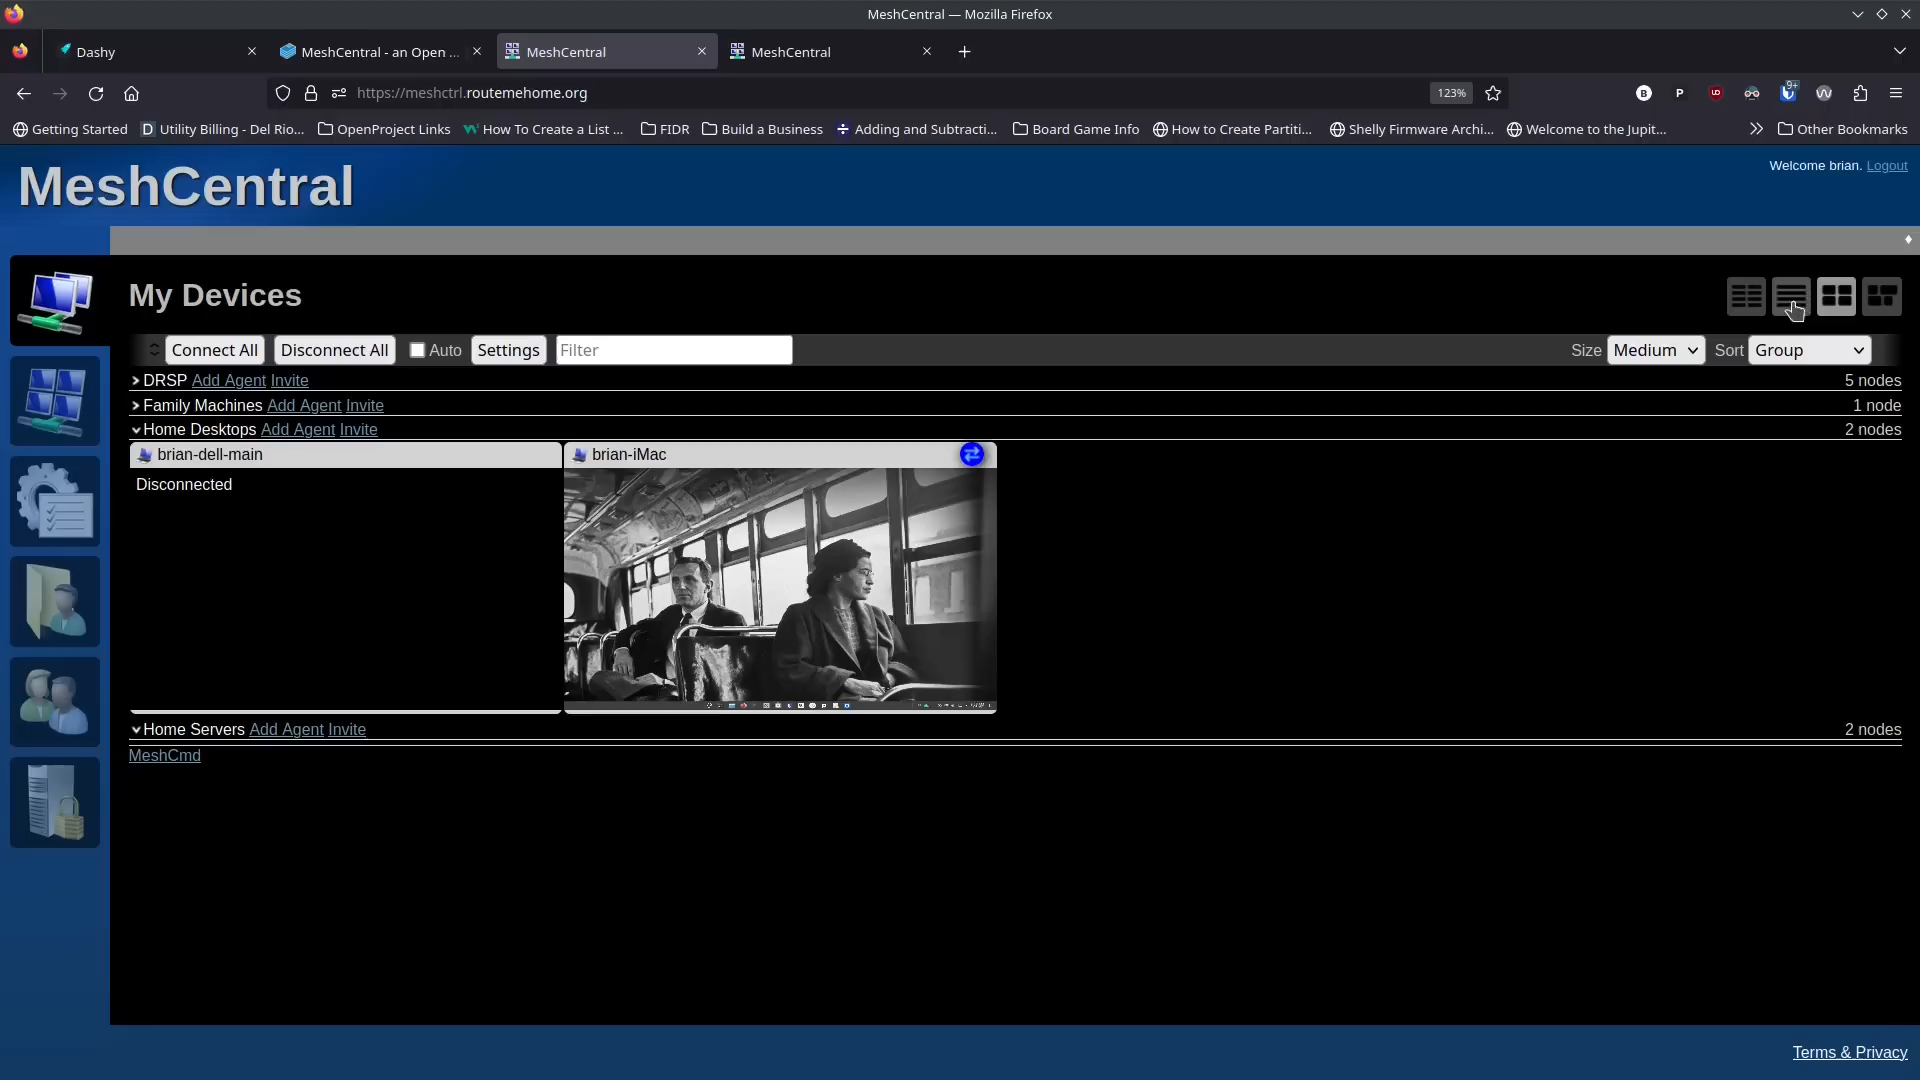 MeshCentral — Mozilla Firefox
Dashy
MeshCentral - an Open ...
MeshCentral
MeshCentral
https://meshctrl.routemehome.org
123%
B
P
9+
Getting Started
Utility Billing - Del Rio...
OpenProject Links
How To Create a List ...
FIDR
Build a Business
Adding and Subtracti...
Board Game Info
How to Create Partiti...
Shelly Firmware Archi...
Welcome to the Jupit...
Other Bookmarks
MeshCentral
Welcome brian. Logout
My Devices
Connect All
Disconnect All
Auto
Settings
Filter
Size
Medium
Sort
Group
DRSP Add Agent Invite
5 nodes
Family Machines Add Agent Invite
1 node
Home Desktops Add Agent Invite
2 nodes
brian-dell-main
brian-iMac
Disconnected
Home Servers Add Agent Invite
2 nodes
MeshCmd
Terms & Privacy